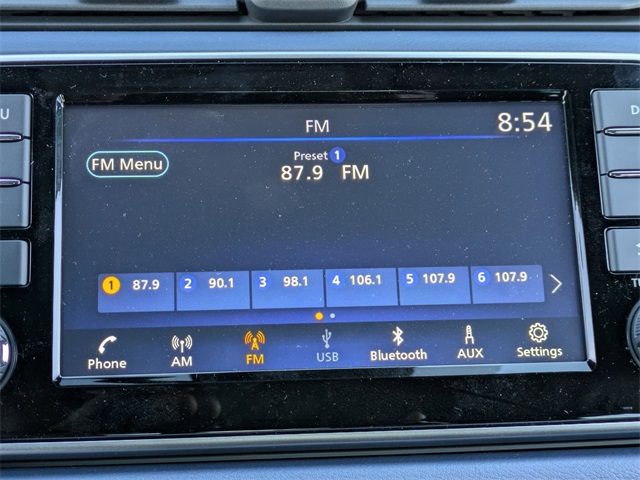 FM
8:54
FM Menu
Preset 1
87.9 FM
1 87.9 2 90.1 3 98.1 4 106.1 5 107.9 6 107.9
Phone AM FM USB Bluetooth AUX Settings